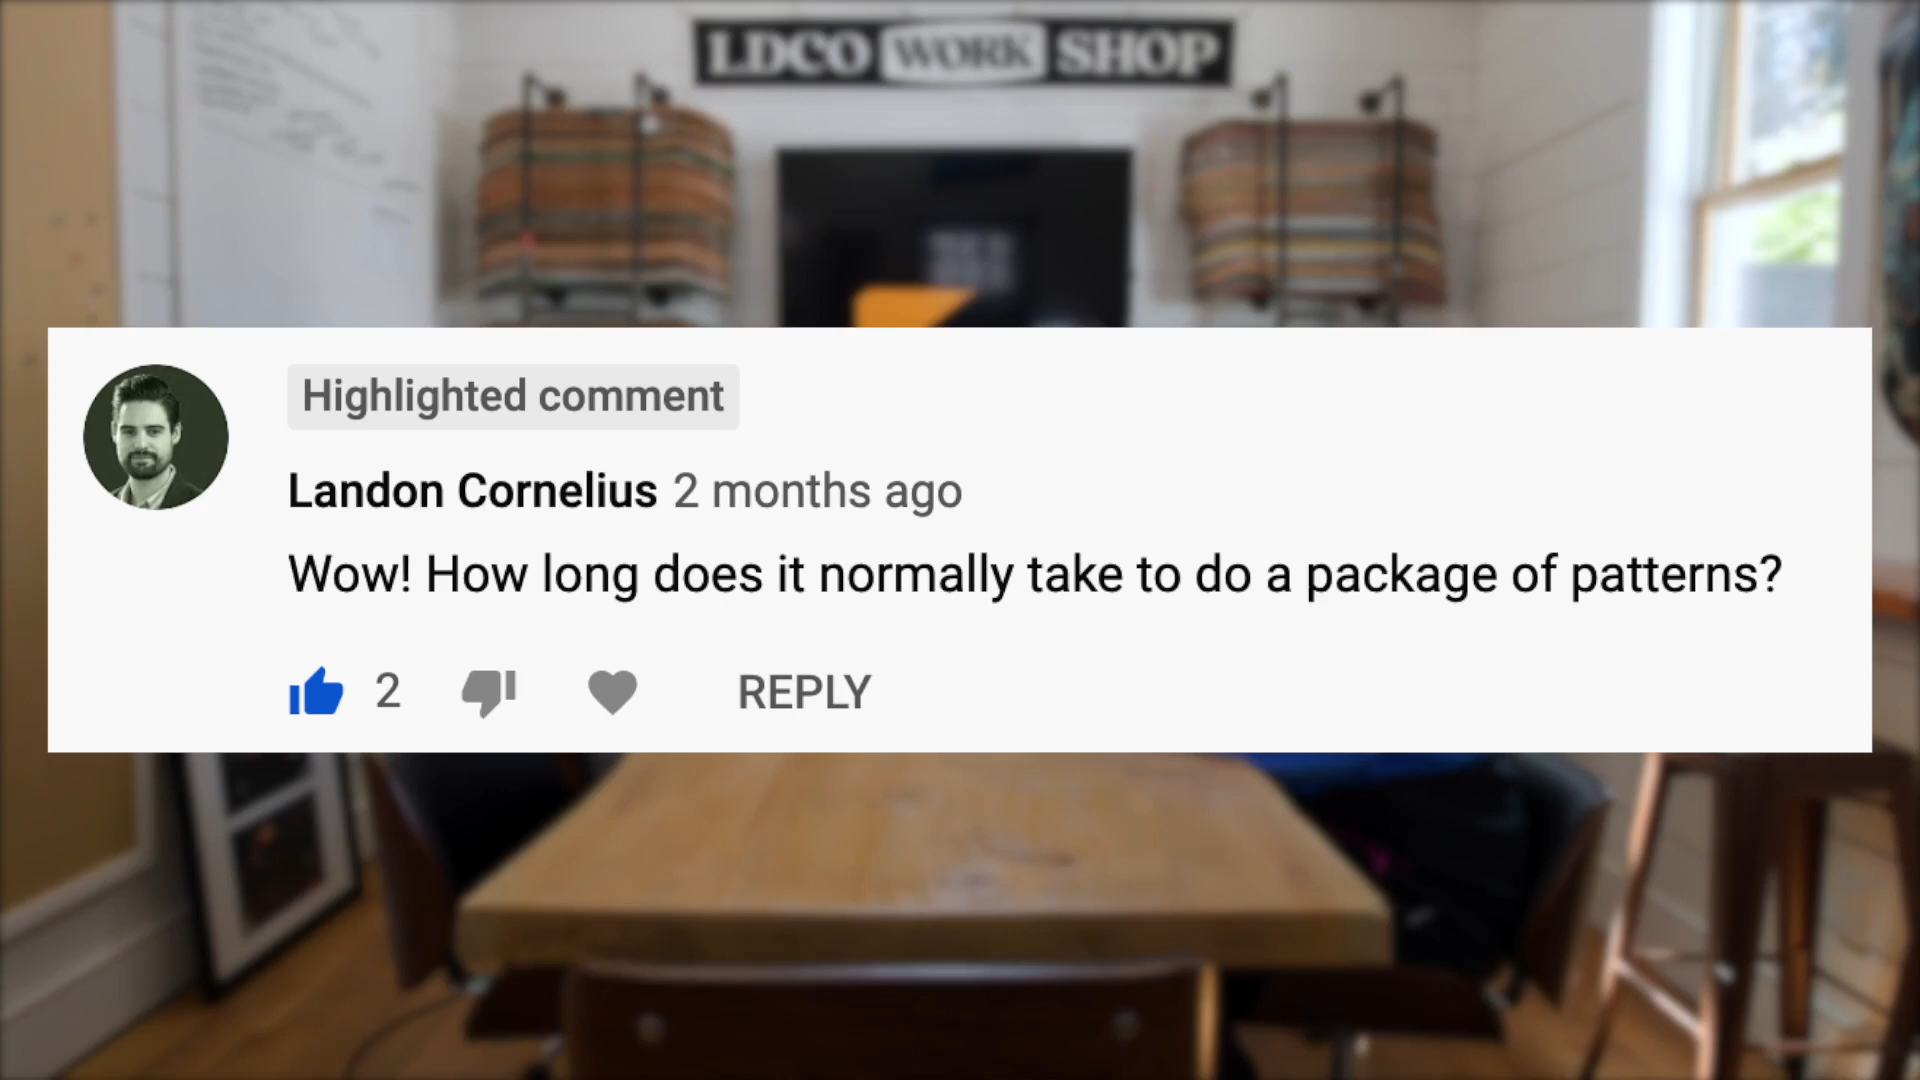 LDCO WORK SHOP
Highlighted comment
Landon Cornelius 2 months ago
Wow! How long does it normally take to do a package of patterns?
2
REPLY